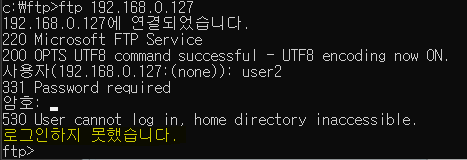 c:\ftp>ftp 192.168.0.127
192.168.0.127에 연결되었습니다.
220 Microsoft FTP Service
200 OPTS UTF8 command successful - UTF8 encoding now ON.
사용자(192.168.0.127:(none)): user2
331 Password required
암호:
530 User cannot log in, home directory inaccessible.
로그인하지 못했습니다.
ftp>